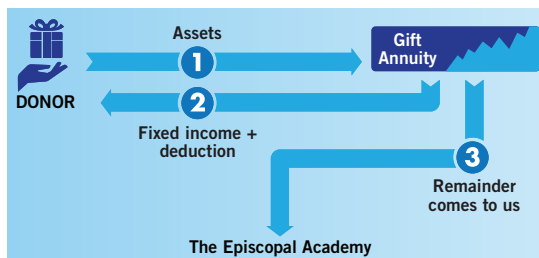 Assets
1
Gift
Annuity
DONOR
2
Fixed income +
deduction
3
Remainder
comes to us
The Episcopal Academy